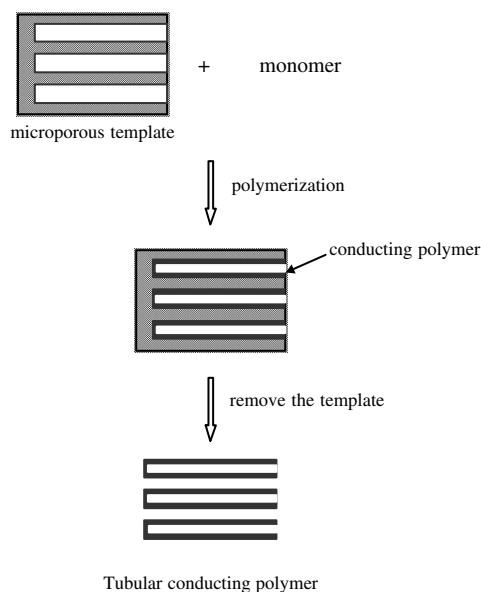 + monomer
microporous template
polymerization
conducting polymer
remove the template
Tubular conducting polymer